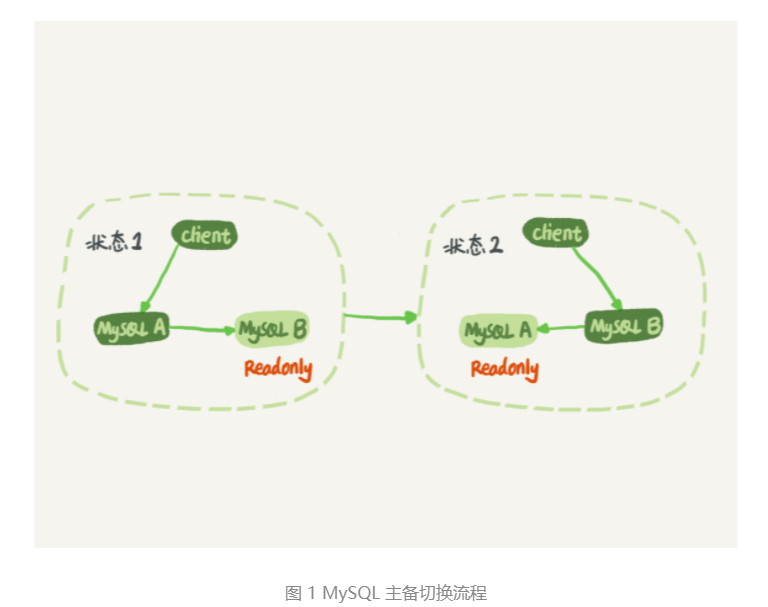 状态1
client
MySQL A
MySQL B
Readonly
状态2
client
MySQL A
MySQL B
Readonly
图 1 MySQL 主备切换流程